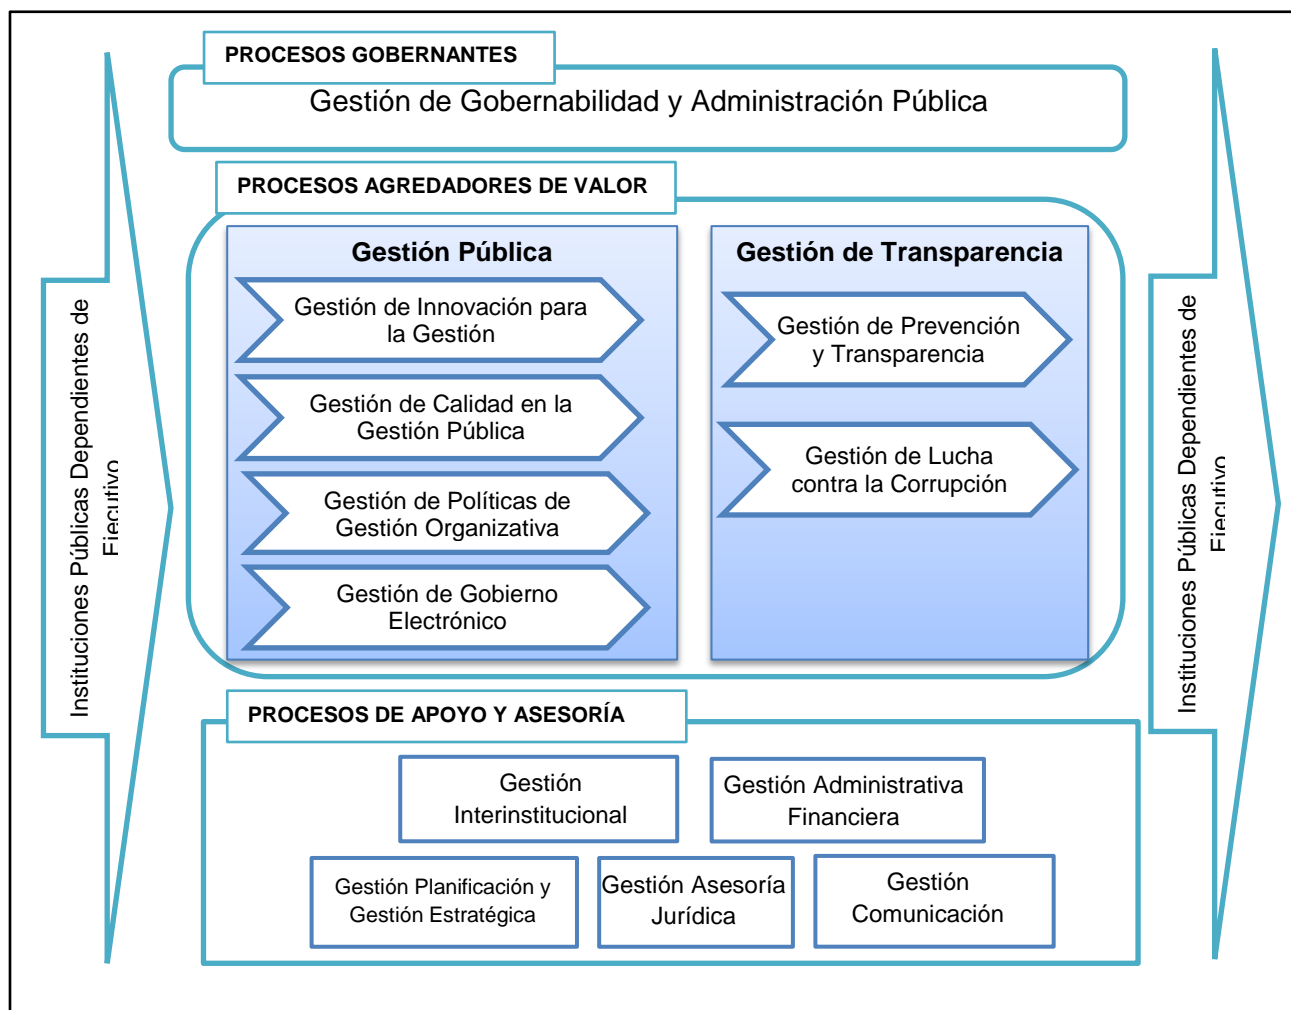 PROCESOS GOBERNANTES
Gestión de Gobernabilidad y Administración Pública
PROCESOS AGREDADORES DE VALOR
Gestión Pública
Gestión de Innovación para
la Gestión
Gestión de Calidad en la
Gestión Pública
Gestión de Políticas de
Gestión Organizativa
Gestión de Gobierno
Electrónico
Gestión de Transparencia
Gestión de Prevención
y Transparencia
Gestión de Lucha
contra la Corrupción
PROCESOS DE APOYO Y ASESORÍA
Gestión
Interinstitucional
Gestión Administrativa
Financiera
Gestión Planificación y
Gestión Estratégica
Gestión Asesoría
Jurídica
Gestión
Comunicación
Instituciones Públicas Dependientes de
Ejecutivo
Instituciones Públicas Dependientes de
Ejecutivo